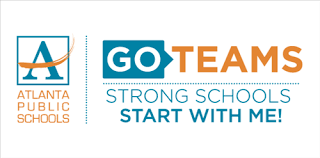 A
ATLANTA
PUBLIC
SCHOOLS
GO TEAMS
STRONG SCHOOLS
START WITH ME!